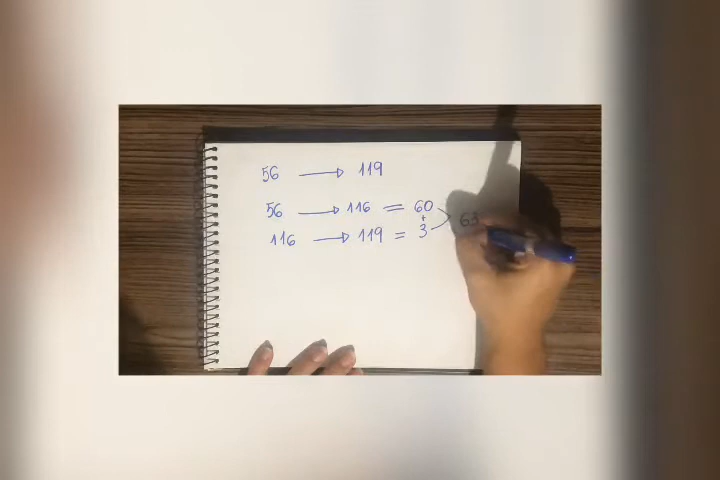 56 → 119
56 → 116 = 60
+ 63
116 → 119 = 3